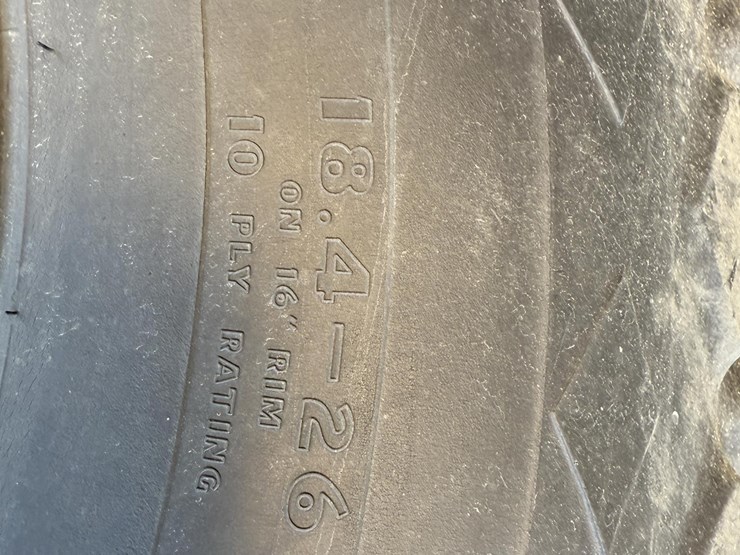 18.4-26
ON 16" RIM
10 PLY RATING